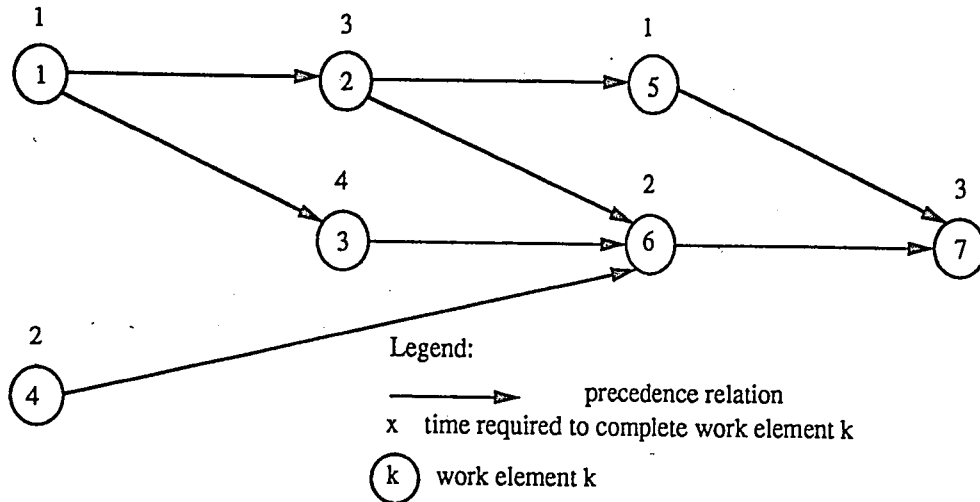 1 3 1
1 2 5
4 2 3
3 6 7
2
4
Legend:
precedence relation
x time required to complete work element k
k work element k